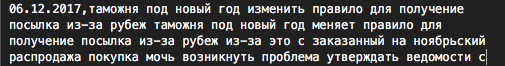 06.12.2017,таможня под новый год изменить правило для получение
посылка из-за рубеж таможня под новый год меняет правило для
получение посылка из-за рубеж из-за это с заказанный на ноябрьский
распродажа покупка мочь возникнуть проблема утверждать ведомости с